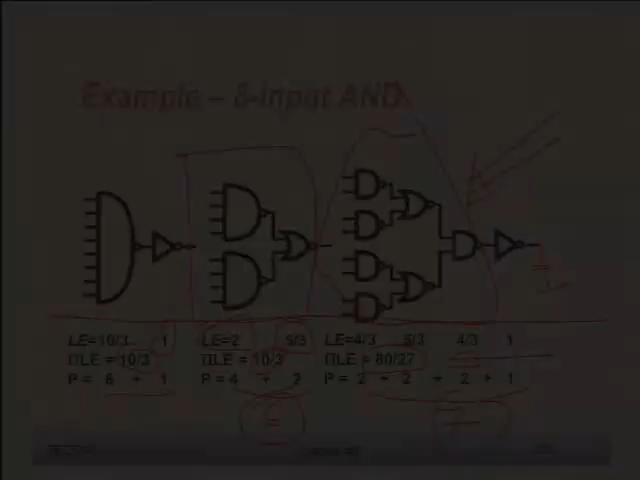 Example – 8-input AND
LE=10/3 1 LE=2 5/3 LE=4/3 5/3 4/3 1
ΠLE = 10/3 ΠLE = 10/3 ΠLE = 80/27
P = 8 + 1 P = 4 + 2 P = 2 + 2 + 2 + 1